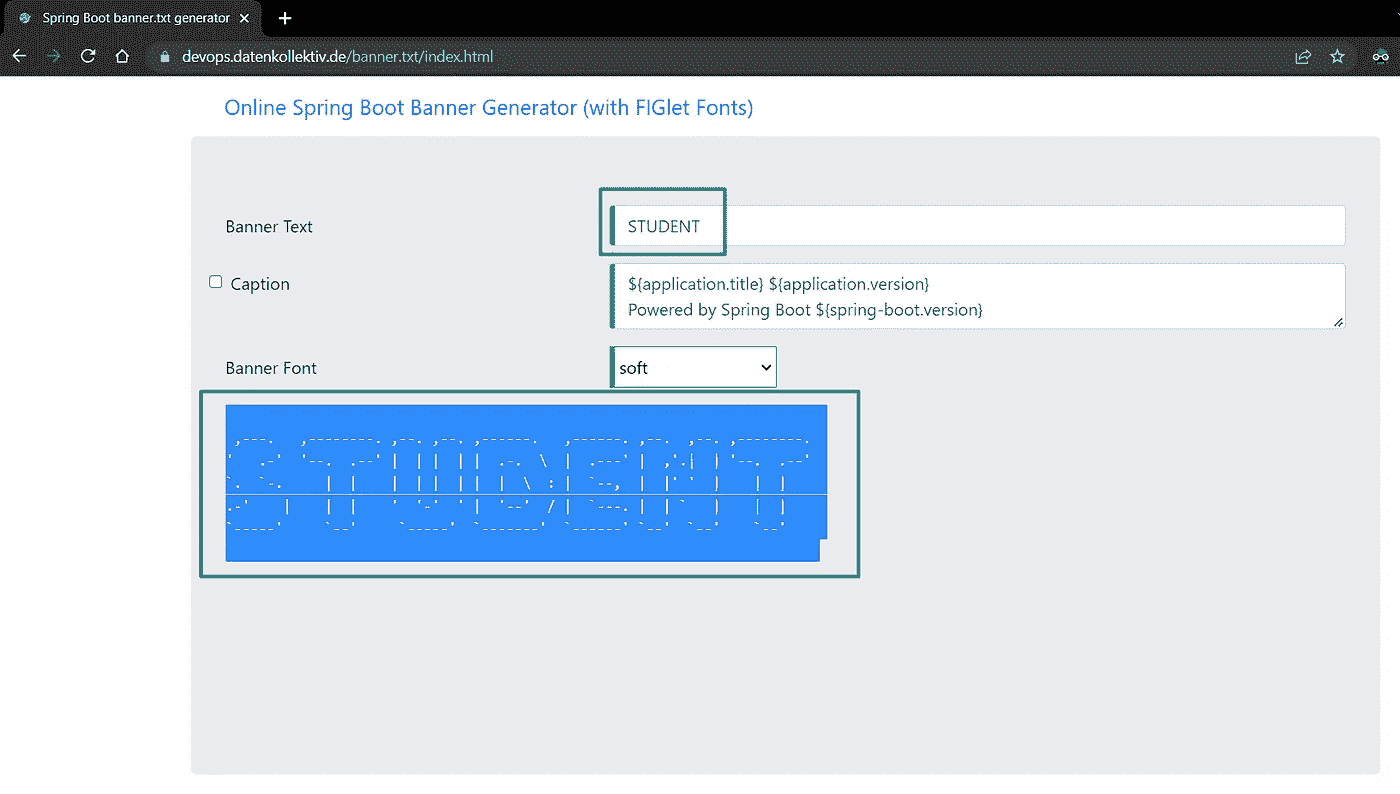 Spring Boot banner.txt generator
devops.datenkollektiv.de/banner.txt/index.html
Online Spring Boot Banner Generator (with FIGlet Fonts)
Banner Text
STUDENT
Caption
${application.title} ${application.version}
Powered by Spring Boot ${spring-boot.version}
Banner Font
soft
STUDENT